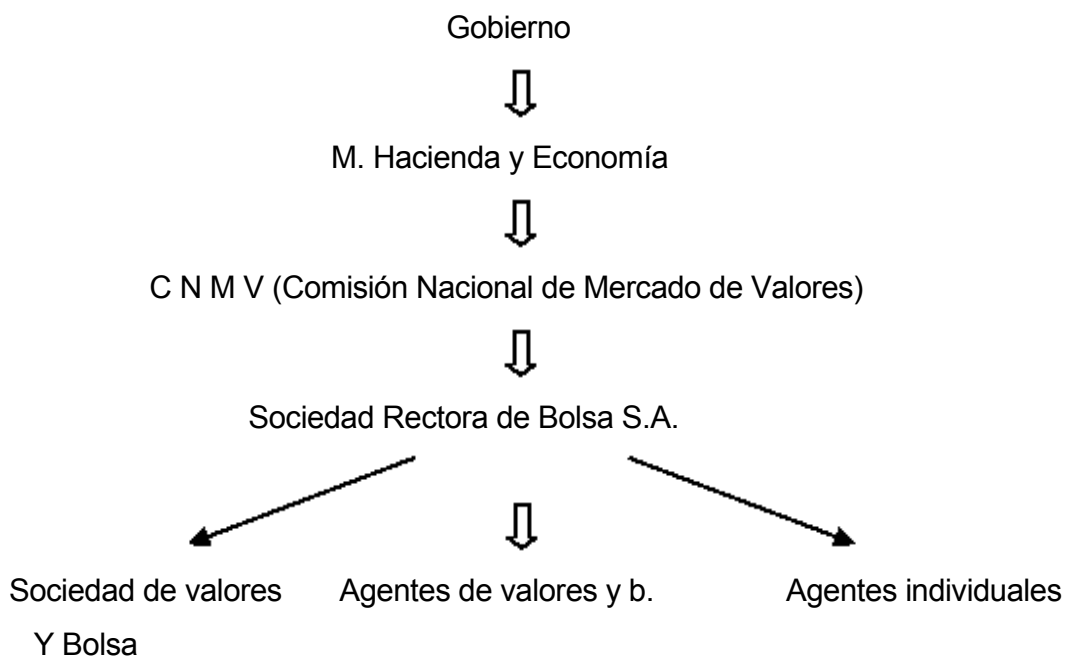 Gobierno
M. Hacienda y Economía
C N M V (Comisión Nacional de Mercado de Valores)
Sociedad Rectora de Bolsa S.A.
Sociedad de valores
Y Bolsa
Agentes de valores y b.
Agentes individuales